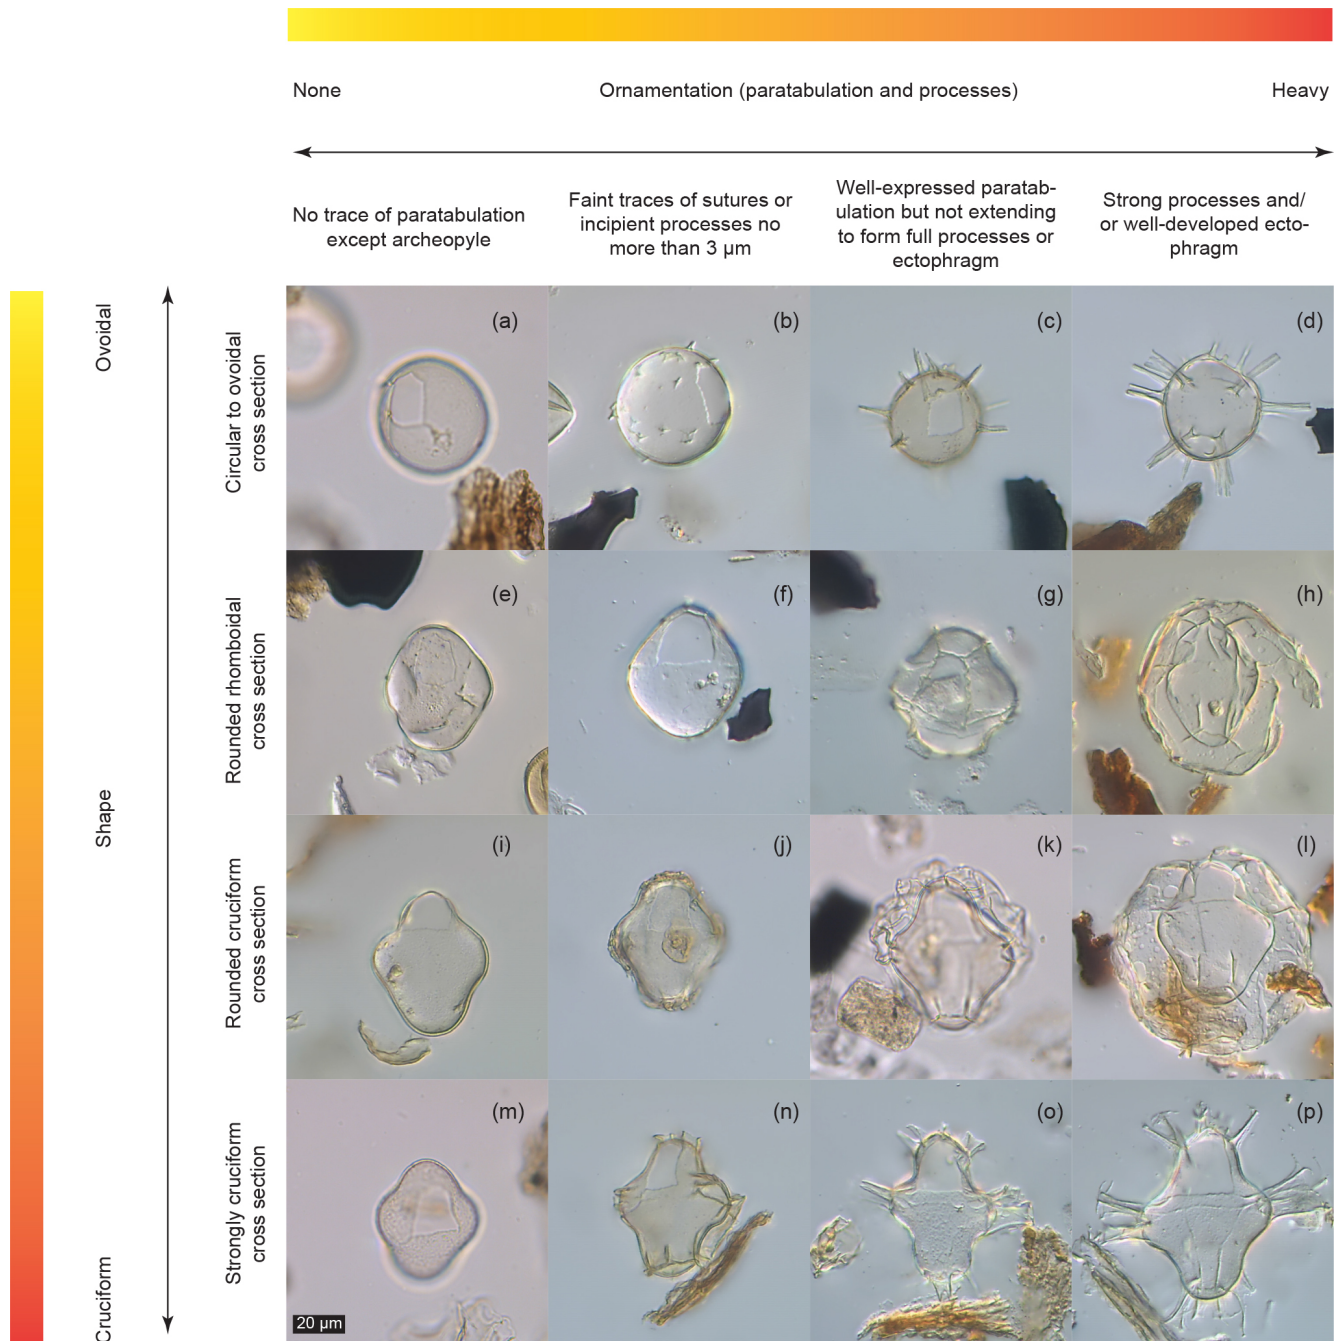 None
Ornamentation (paratabulation and processes)
Heavy
No trace of paratabulation
except archeopyle
Faint traces of sutures or
incipient processes no
more than 3 µm
Well-expressed paratab-
ulation but not extending
to form full processes or
ectophragm
Strong processes and/
or well-developed ecto-
phragm
Ovoidal
Shape
Cruciform
Circular to ovoidal
cross section
(a)
(b)
(c)
(d)
Rounded rhomboidal
cross section
(e)
(f)
(g)
(h)
Rounded cruciform
cross section
(i)
(j)
(k)
(l)
Strongly cruciform
cross section
(m)
(n)
(o)
(p)
20 µm